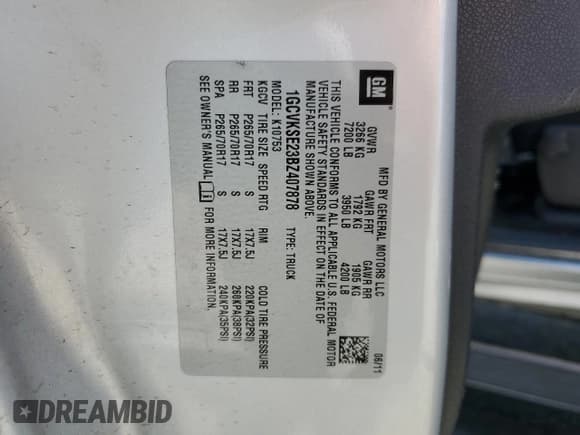 GM
MFD BY GENERAL MOTORS LLC 06/11
GVWR GAWR FRT GAWR RR
3266 KG 1792 KG 1905 KG
7200 LB 3950 LB 4200 LB
THIS VEHICLE CONFORMS TO ALL APPLICABLE U.S. FEDERAL MOTOR
VEHICLE SAFETY STANDARDS IN EFFECT ON THE DATE OF
MANUFACTURE SHOWN ABOVE.
1GCVKSE23BZ407878 TYPE: TRUCK
MODEL: K10753
KGCV TIRE SIZE SPEED RTG RIM COLD TIRE PRESSURE
FRT P265/70R17 S 17X7.5J 220KPA(32PSI)
RR P265/70R17 S 17X7.5J 260KPA(38PSI)
SPA P265/70R17 S 17X7.5J 240KPA(35PSI)
SEE OWNER'S MANUAL FOR MORE INFORMATION.
DREAMBID